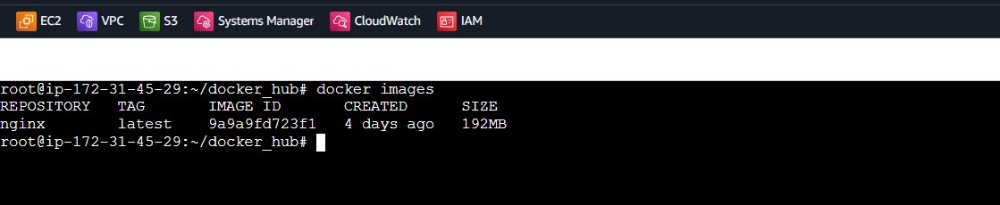 EC2 VPC S3 Systems Manager CloudWatch IAM
root@ip-172-31-45-29:~/docker_hub# docker images
REPOSITORY TAG IMAGE ID CREATED SIZE
nginx latest 9a9a9fd723f1 4 days ago 192MB
root@ip-172-31-45-29:~/docker_hub#